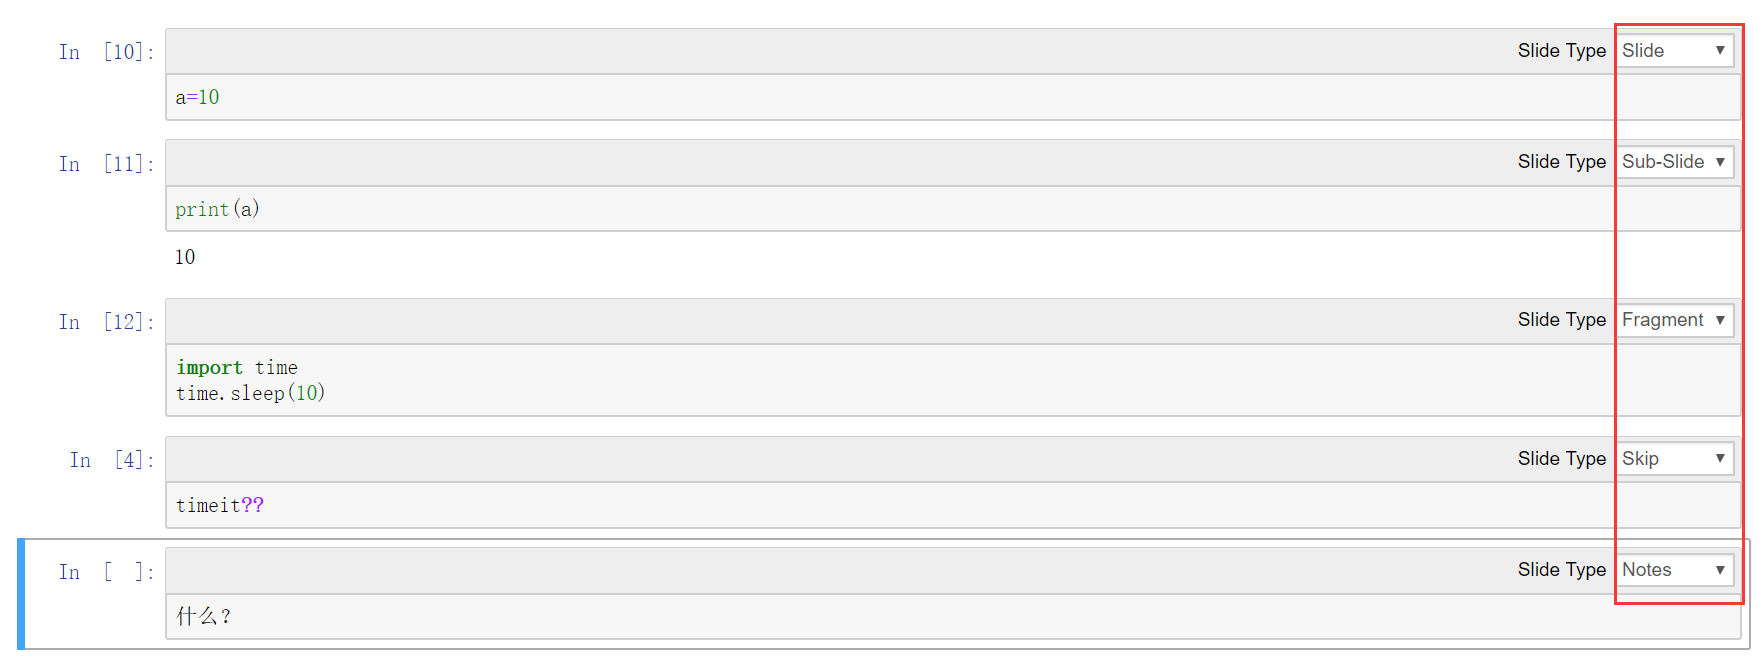 In [10]: Slide Type Slide ▼
a=10
In [11]: Slide Type Sub-Slide ▼
print(a)
10
In [12]: Slide Type Fragment ▼
import time
time.sleep(10)
In [4]: Slide Type Skip ▼
timeit??
In [ ]: Slide Type Notes ▼
什么?